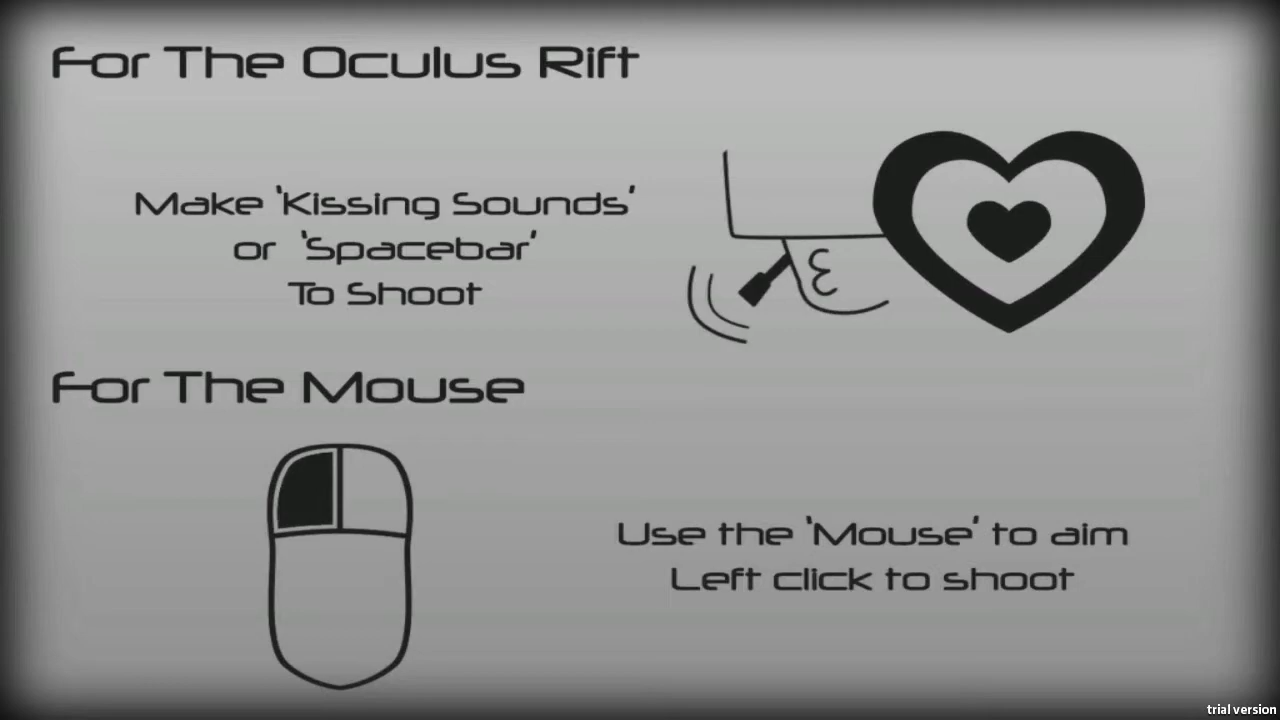 For The Oculus Rift
Make 'Kissing Sounds'
or 'Spacebar'
To Shoot
For The Mouse
Use the 'Mouse' to aim
Left click to shoot
trial version